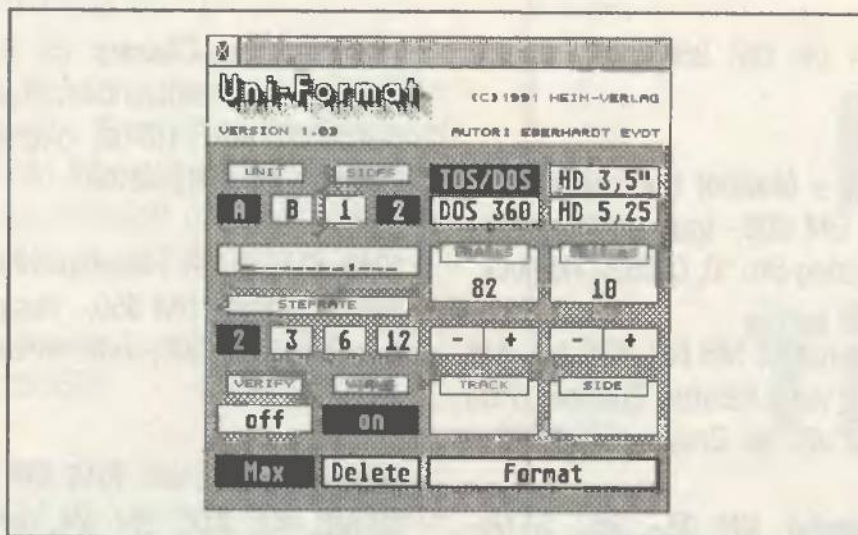 Uni-Format
(C) 1991 HEIM-VERLAG
VERSION 1.03
AUTOR: EBERHARDT EVDT
UNIT
SIDES
TOS/DOS
HD 3,5"
A
B
1
2
DOS 360
HD 5,25
82
10
STEPRATE
2
3
6
12
-
+
-
+
VERIFY
TRACK
SIDE
off
on
Max
Delete
Format